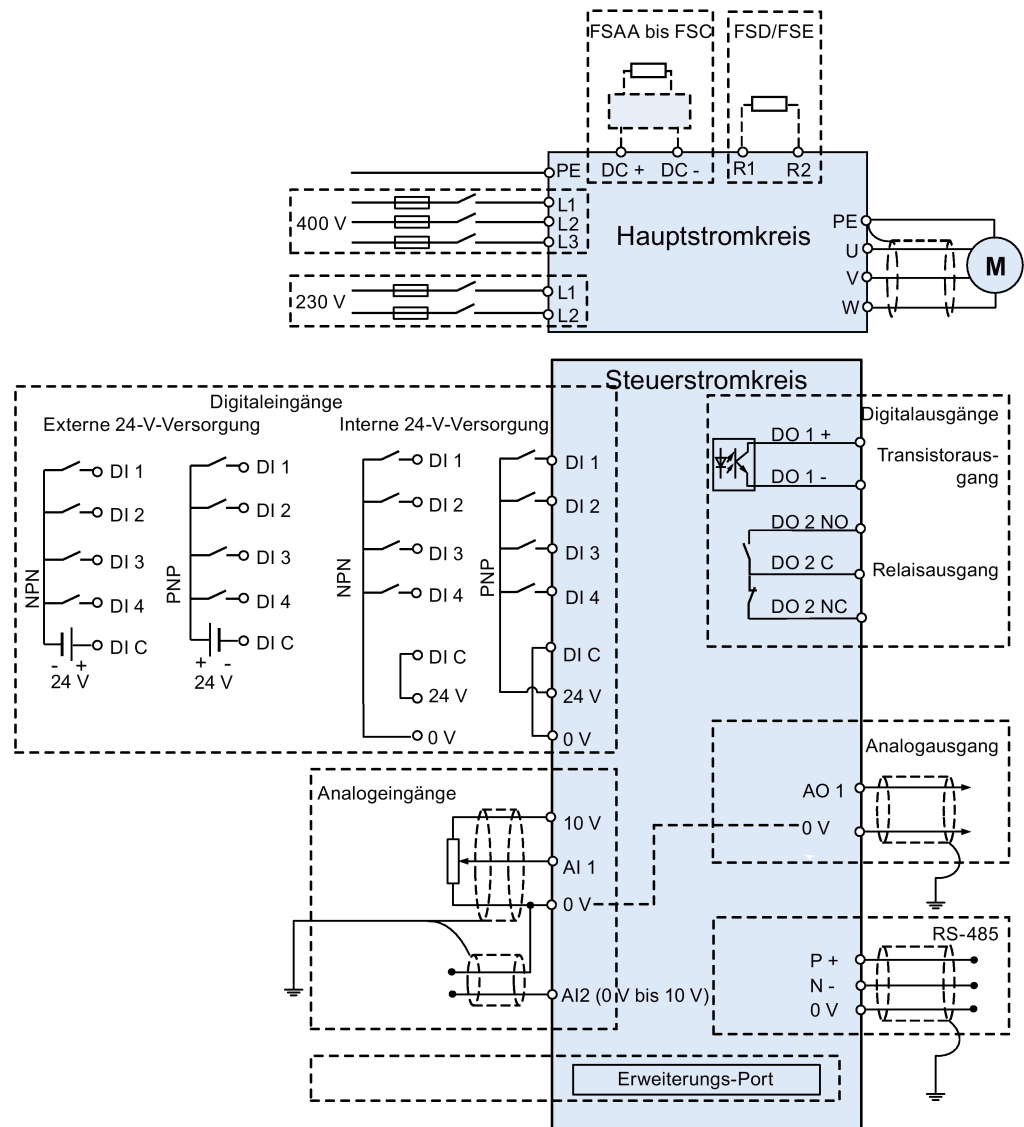 FSAA bis FSC
FSD/FSE
PE
DC +
DC -
R1
R2
400 V
L1
L2
L3
Hauptstromkreis
PE
U
V
W
M
230 V
L1
L2
Steuerstromkreis
Digitaleingänge
Externe 24-V-Versorgung
Interne 24-V-Versorgung
NPN
DI 1
DI 2
DI 3
DI 4
DI C
- +
24 V
PNP
DI 1
DI 2
DI 3
DI 4
DI C
+ -
24 V
NPN
DI 1
DI 2
DI 3
DI 4
DI C
24 V
0 V
PNP
DI 1
DI 2
DI 3
DI 4
DI C
24 V
0 V
Digitalausgänge
DO 1 +
Transistoraus-
gang
DO 1 -
DO 2 NO
DO 2 C
Relaisausgang
DO 2 NC
Analogausgang
AO 1
0 V
Analogeingänge
10 V
AI 1
0 V
AI2 (0 V bis 10 V)
RS-485
P +
N -
0 V
Erweiterungs-Port